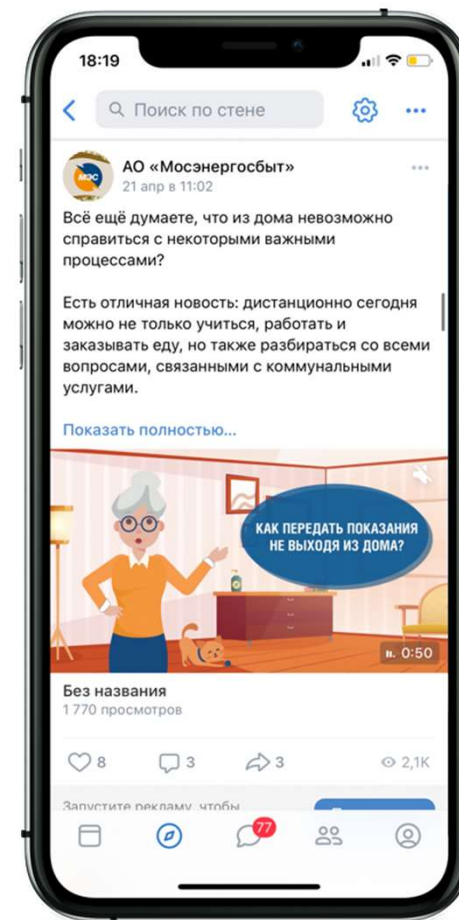 18:19
Поиск по стене
МЭС
АО «Мосэнергосбыт»
21 апр в 11:02
Всё ещё думаете, что из дома невозможно
справиться с некоторыми важными
процессами?
Есть отличная новость: дистанционно сегодня
можно не только учиться, работать и
заказывать еду, но также разбираться со всеми
вопросами, связанными с коммунальными
услугами.
Показать полностью...
КАК ПЕРЕДАТЬ ПОКАЗАНИЯ
НЕ ВЫХОДЯ ИЗ ДОМА?
0:50
Без названия
1 770 просмотров
8 3 3 2,1K
Запустите рекламу, чтобы
77